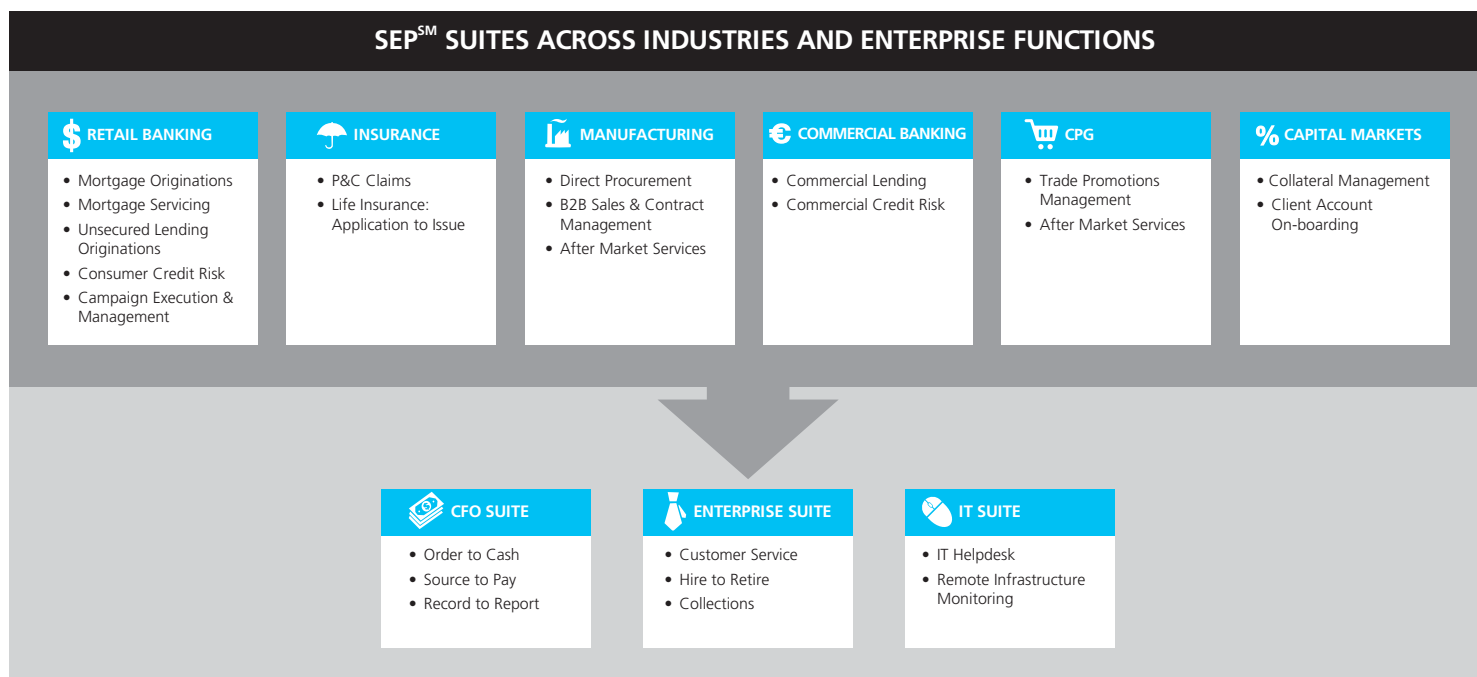 SEP℠ SUITES ACROSS INDUSTRIES AND ENTERPRISE FUNCTIONS
RETAIL BANKING
• Mortgage Originations
• Mortgage Servicing
• Unsecured Lending
Originations
• Consumer Credit Risk
• Campaign Execution &
Management
INSURANCE
• P&C Claims
• Life Insurance:
Application to Issue
MANUFACTURING
• Direct Procurement
• B2B Sales & Contract
Management
• After Market Services
COMMERCIAL BANKING
• Commercial Lending
• Commercial Credit Risk
CPG
• Trade Promotions
Management
• After Market Services
CAPITAL MARKETS
• Collateral Management
• Client Account
On-boarding
CFO SUITE
• Order to Cash
• Source to Pay
• Record to Report
ENTERPRISE SUITE
• Customer Service
• Hire to Retire
• Collections
IT SUITE
• IT Helpdesk
• Remote Infrastructure
Monitoring